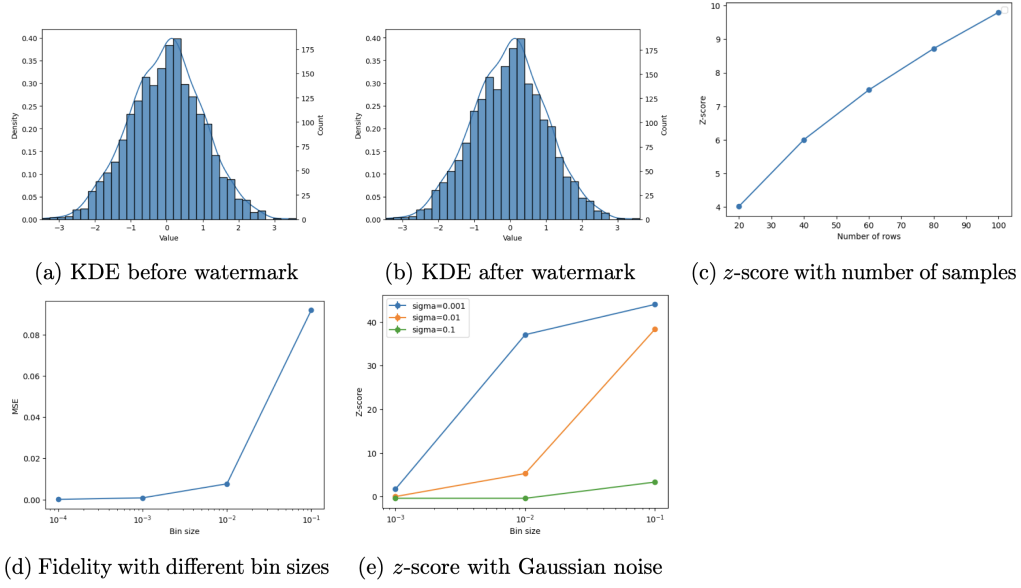 0.40
0.35
0.30
0.25
0.20
0.15
0.10
0.05
0.00
Density
175
150
125
100
75
50
25
0
Count
−3 −2 −1 0 1 2 3
Value
(a) KDE before watermark
0.40
0.35
0.30
0.25
0.20
0.15
0.10
0.05
0.00
Density
175
150
125
100
75
50
25
0
Count
−3 −2 −1 0 1 2 3
Value
(b) KDE after watermark
10
9
8
7
6
5
4
Z-score
20 30 40 50 60 70 80 90 100
Number of rows
(c) z-score with number of samples
0.08
0.06
0.04
0.02
0.00
MSE
10⁻⁴ 10⁻³ 10⁻² 10⁻¹
Bin size
(d) Fidelity with different bin sizes
sigma=0.001
sigma=0.01
sigma=0.1
40
30
20
10
0
Z-score
10⁻³ 10⁻² 10⁻¹
Bin size
(e) z-score with Gaussian noise